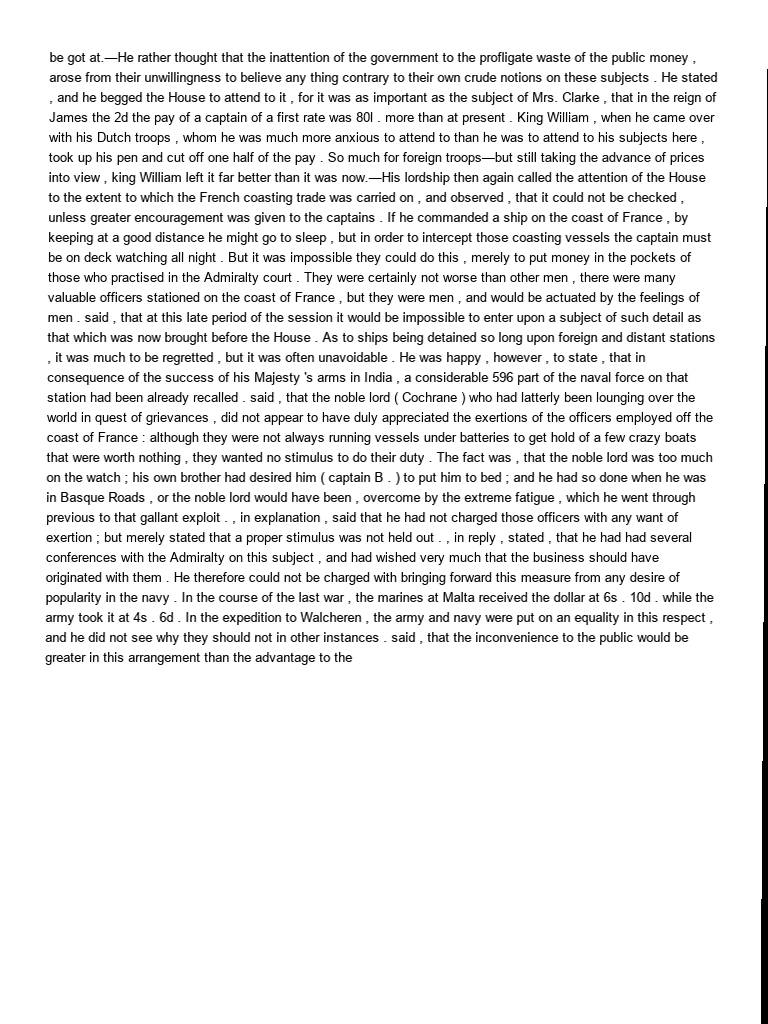 be got at.—He rather thought that the inattention of the government to the profligate waste of the public money ,
arose from their unwillingness to believe any thing contrary to their own crude notions on these subjects . He stated
, and he begged the House to attend to it , for it was as important as the subject of Mrs. Clarke , that in the reign of
James the 2d the pay of a captain of a first rate was 80l . more than at present . King William , when he came over
with his Dutch troops , whom he was much more anxious to attend to than he was to attend to his subjects here ,
took up his pen and cut off one half of the pay . So much for foreign troops—but still taking the advance of prices
into view , king William left it far better than it was now.—His lordship then again called the attention of the House
to the extent to which the French coasting trade was carried on , and observed , that it could not be checked ,
unless greater encouragement was given to the captains . If he commanded a ship on the coast of France , by
keeping at a good distance he might go to sleep , but in order to intercept those coasting vessels the captain must
be on deck watching all night . But it was impossible they could do this , merely to put money in the pockets of
those who practised in the Admiralty court . They were certainly not worse than other men , there were many
valuable officers stationed on the coast of France , but they were men , and would be actuated by the feelings of
men . said , that at this late period of the session it would be impossible to enter upon a subject of such detail as
that which was now brought before the House . As to ships being detained so long upon foreign and distant stations
, it was much to be regretted , but it was often unavoidable . He was happy , however , to state , that in
consequence of the success of his Majesty 's arms in India , a considerable 596 part of the naval force on that
station had been already recalled . said , that the noble lord ( Cochrane ) who had latterly been lounging over the
world in quest of grievances , did not appear to have duly appreciated the exertions of the officers employed off the
coast of France : although they were not always running vessels under batteries to get hold of a few crazy boats
that were worth nothing , they wanted no stimulus to do their duty . The fact was , that the noble lord was too much
on the watch ; his own brother had desired him ( captain B . ) to put him to bed ; and he had so done when he was
in Basque Roads , or the noble lord would have been , overcome by the extreme fatigue , which he went through
previous to that gallant exploit . , in explanation , said that he had not charged those officers with any want of
exertion ; but merely stated that a proper stimulus was not held out . , in reply , stated , that he had had several
conferences with the Admiralty on this subject , and had wished very much that the business should have
originated with them . He therefore could not be charged with bringing forward this measure from any desire of
popularity in the navy . In the course of the last war , the marines at Malta received the dollar at 6s . 10d . while the
army took it at 4s . 6d . In the expedition to Walcheren , the army and navy were put on an equality in this respect ,
and he did not see why they should not in other instances . said , that the inconvenience to the public would be
greater in this arrangement than the advantage to the